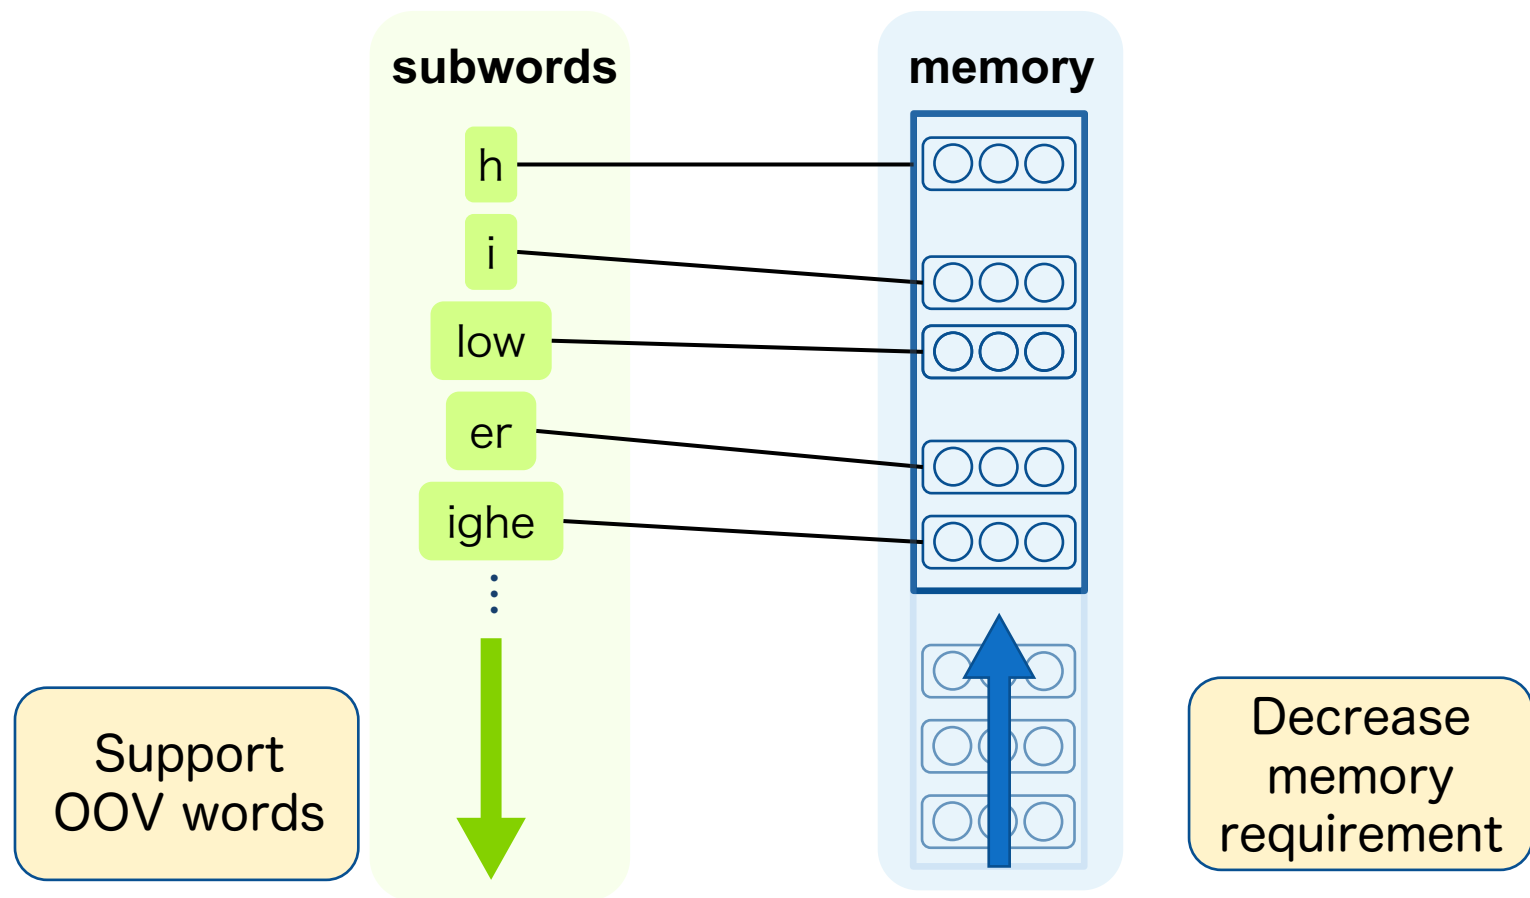 subwords
h
i
low
er
ighe
Support
OOV words
memory
Decrease
memory
requirement